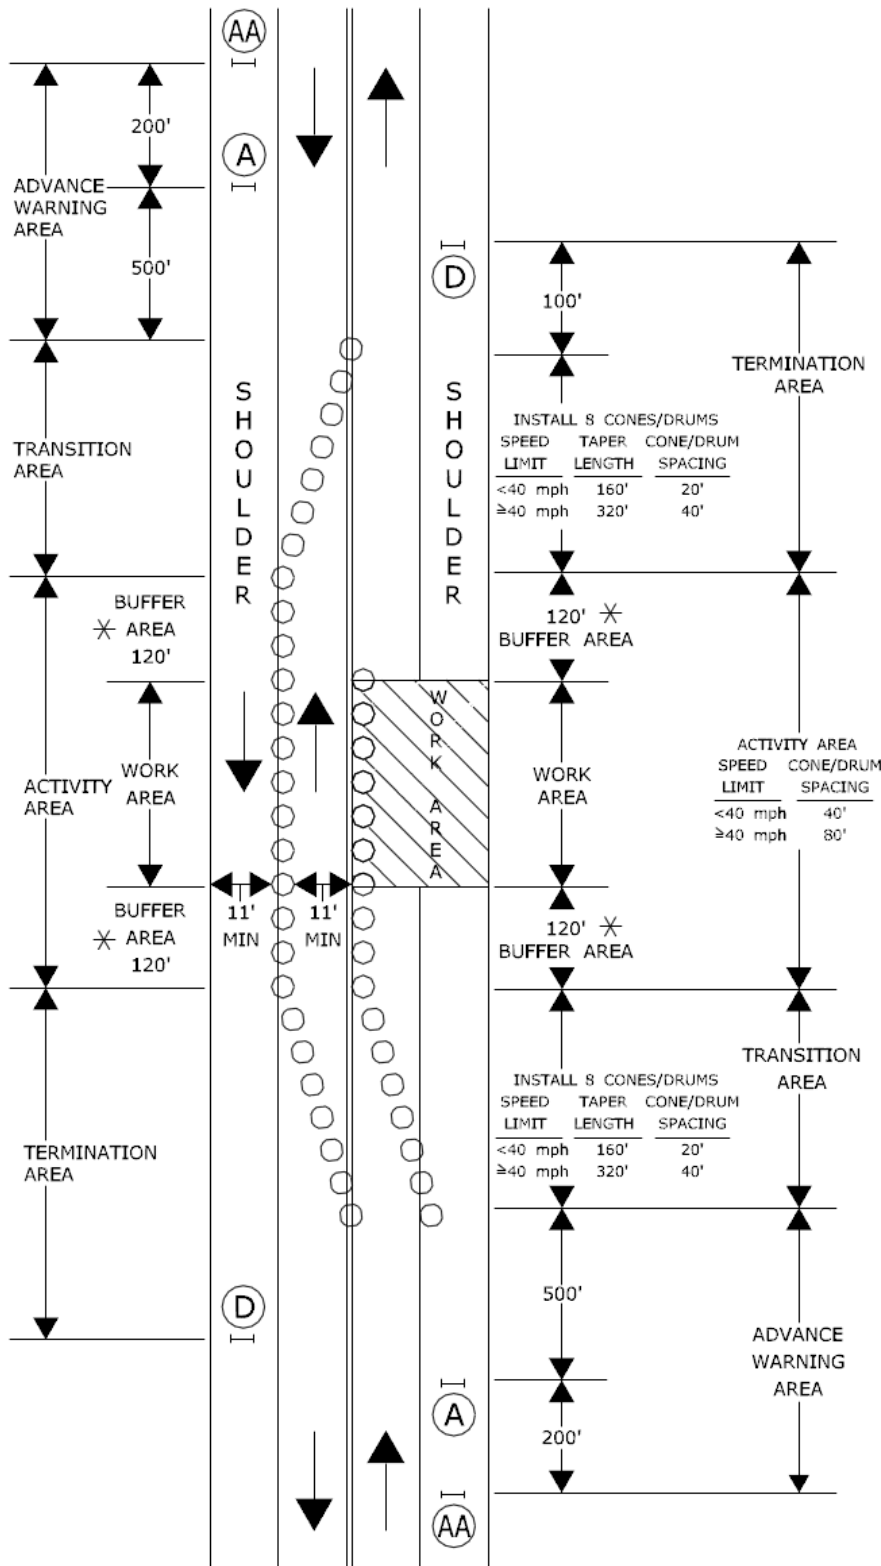 AA
200'
A
ADVANCE
WARNING
AREA
500'
D
100'
TERMINATION
AREA
SHOULDER
SHOULDER
INSTALL 8 CONES/DRUMS
SPEED TAPER CONE/DRUM
LIMIT LENGTH SPACING
<40 mph 160' 20'
≥40 mph 320' 40'
TRANSITION
AREA
BUFFER
* AREA
120'
120' *
BUFFER AREA
WORK AREA
WORK
AREA
ACTIVITY
AREA
WORK
AREA
ACTIVITY AREA
SPEED CONE/DRUM
LIMIT SPACING
<40 mph 40'
≥40 mph 80'
11'
MIN
11'
MIN
BUFFER
* AREA
120'
120' *
BUFFER AREA
TRANSITION
AREA
INSTALL 8 CONES/DRUMS
SPEED TAPER CONE/DRUM
LIMIT LENGTH SPACING
<40 mph 160' 20'
≥40 mph 320' 40'
TERMINATION
AREA
D
500'
ADVANCE
WARNING
AREA
A
200'
AA